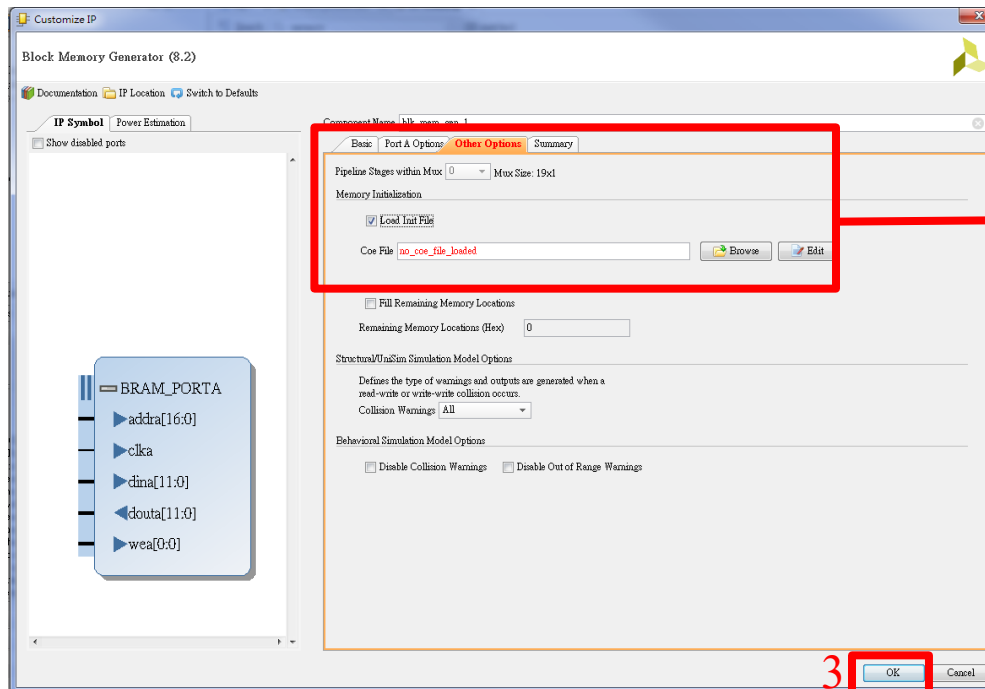 Customize IP
Block Memory Generator (8.2)
Documentation IP Location Switch to Defaults
IP Symbol Power Estimation
Show disabled ports
BRAM_PORTA
addra[16:0]
clka
dina[11:0]
douta[11:0]
wea[0:0]
Component Name blk_mem_gen_1
Basic Port A Options Other Options Summary
Pipeline Stages within Mux 0 Mux Size: 19x1
Memory Initialization
Load Init File
Coe File no_coe_file_loaded Browse Edit
Fill Remaining Memory Locations
Remaining Memory Locations (Hex) 0
Structural/UniSim Simulation Model Options
Defines the type of warnings and outputs are generated when a
read-write or write-write collision occurs.
Collision Warnings All
Behavioral Simulation Model Options
Disable Collision Warnings Disable Out of Range Warnings
3 OK Cancel